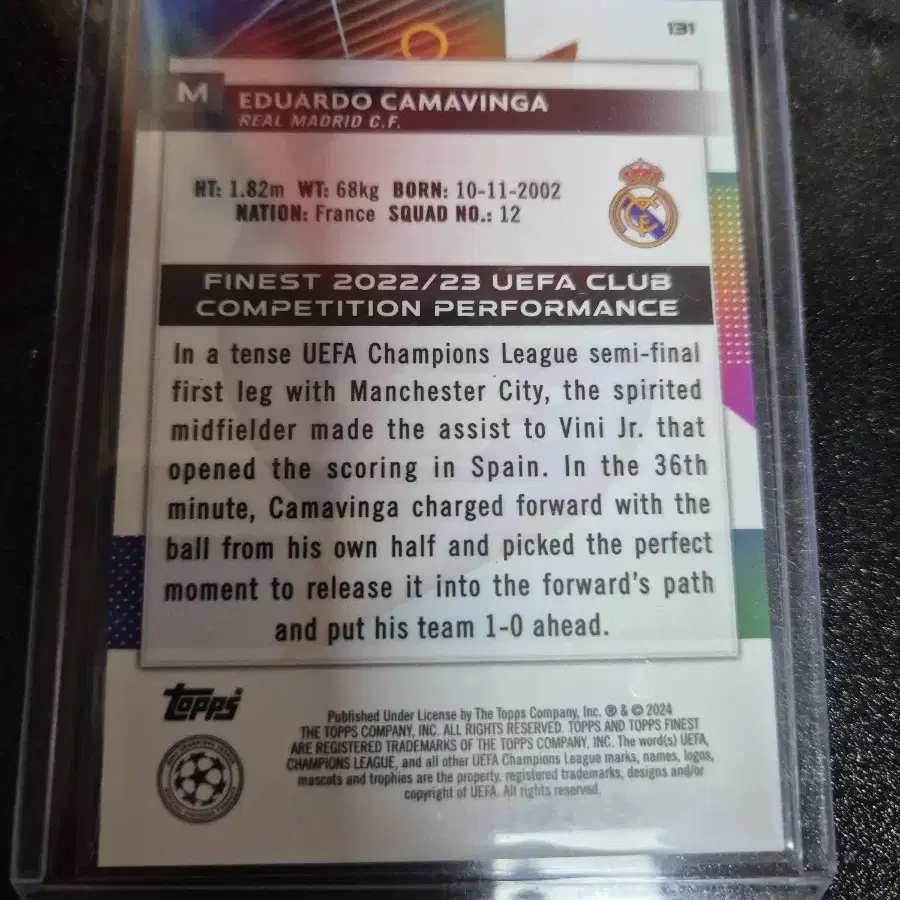 131
M
EDUARDO CAMAVINGA
REAL MADRID C.F.
HT: 1.82m WT: 68kg BORN: 10-11-2002
NATION: France SQUAD NO.: 12
FINEST 2022/23 UEFA CLUB
COMPETITION PERFORMANCE
In a tense UEFA Champions League semi-final
first leg with Manchester City, the spirited
midfielder made the assist to Vini Jr. that
opened the scoring in Spain. In the 36th
minute, Camavinga charged forward with the
ball from his own half and picked the perfect
moment to release it into the forward's path
and put his team 1-0 ahead.
Topps
Published Under License by The Topps Company, Inc. ® & © 2024
THE TOPPS COMPANY, INC. ALL RIGHTS RESERVED. TOPPS AND TOPPS FINEST
ARE REGISTERED TRADEMARKS OF THE TOPPS COMPANY, INC. The word(s) UEFA,
CHAMPIONS LEAGUE, and all other UEFA Champions League marks, names, logos,
mascots and trophies are the property, registered trademarks, designs and/or
copyright of UEFA. All rights reserved.